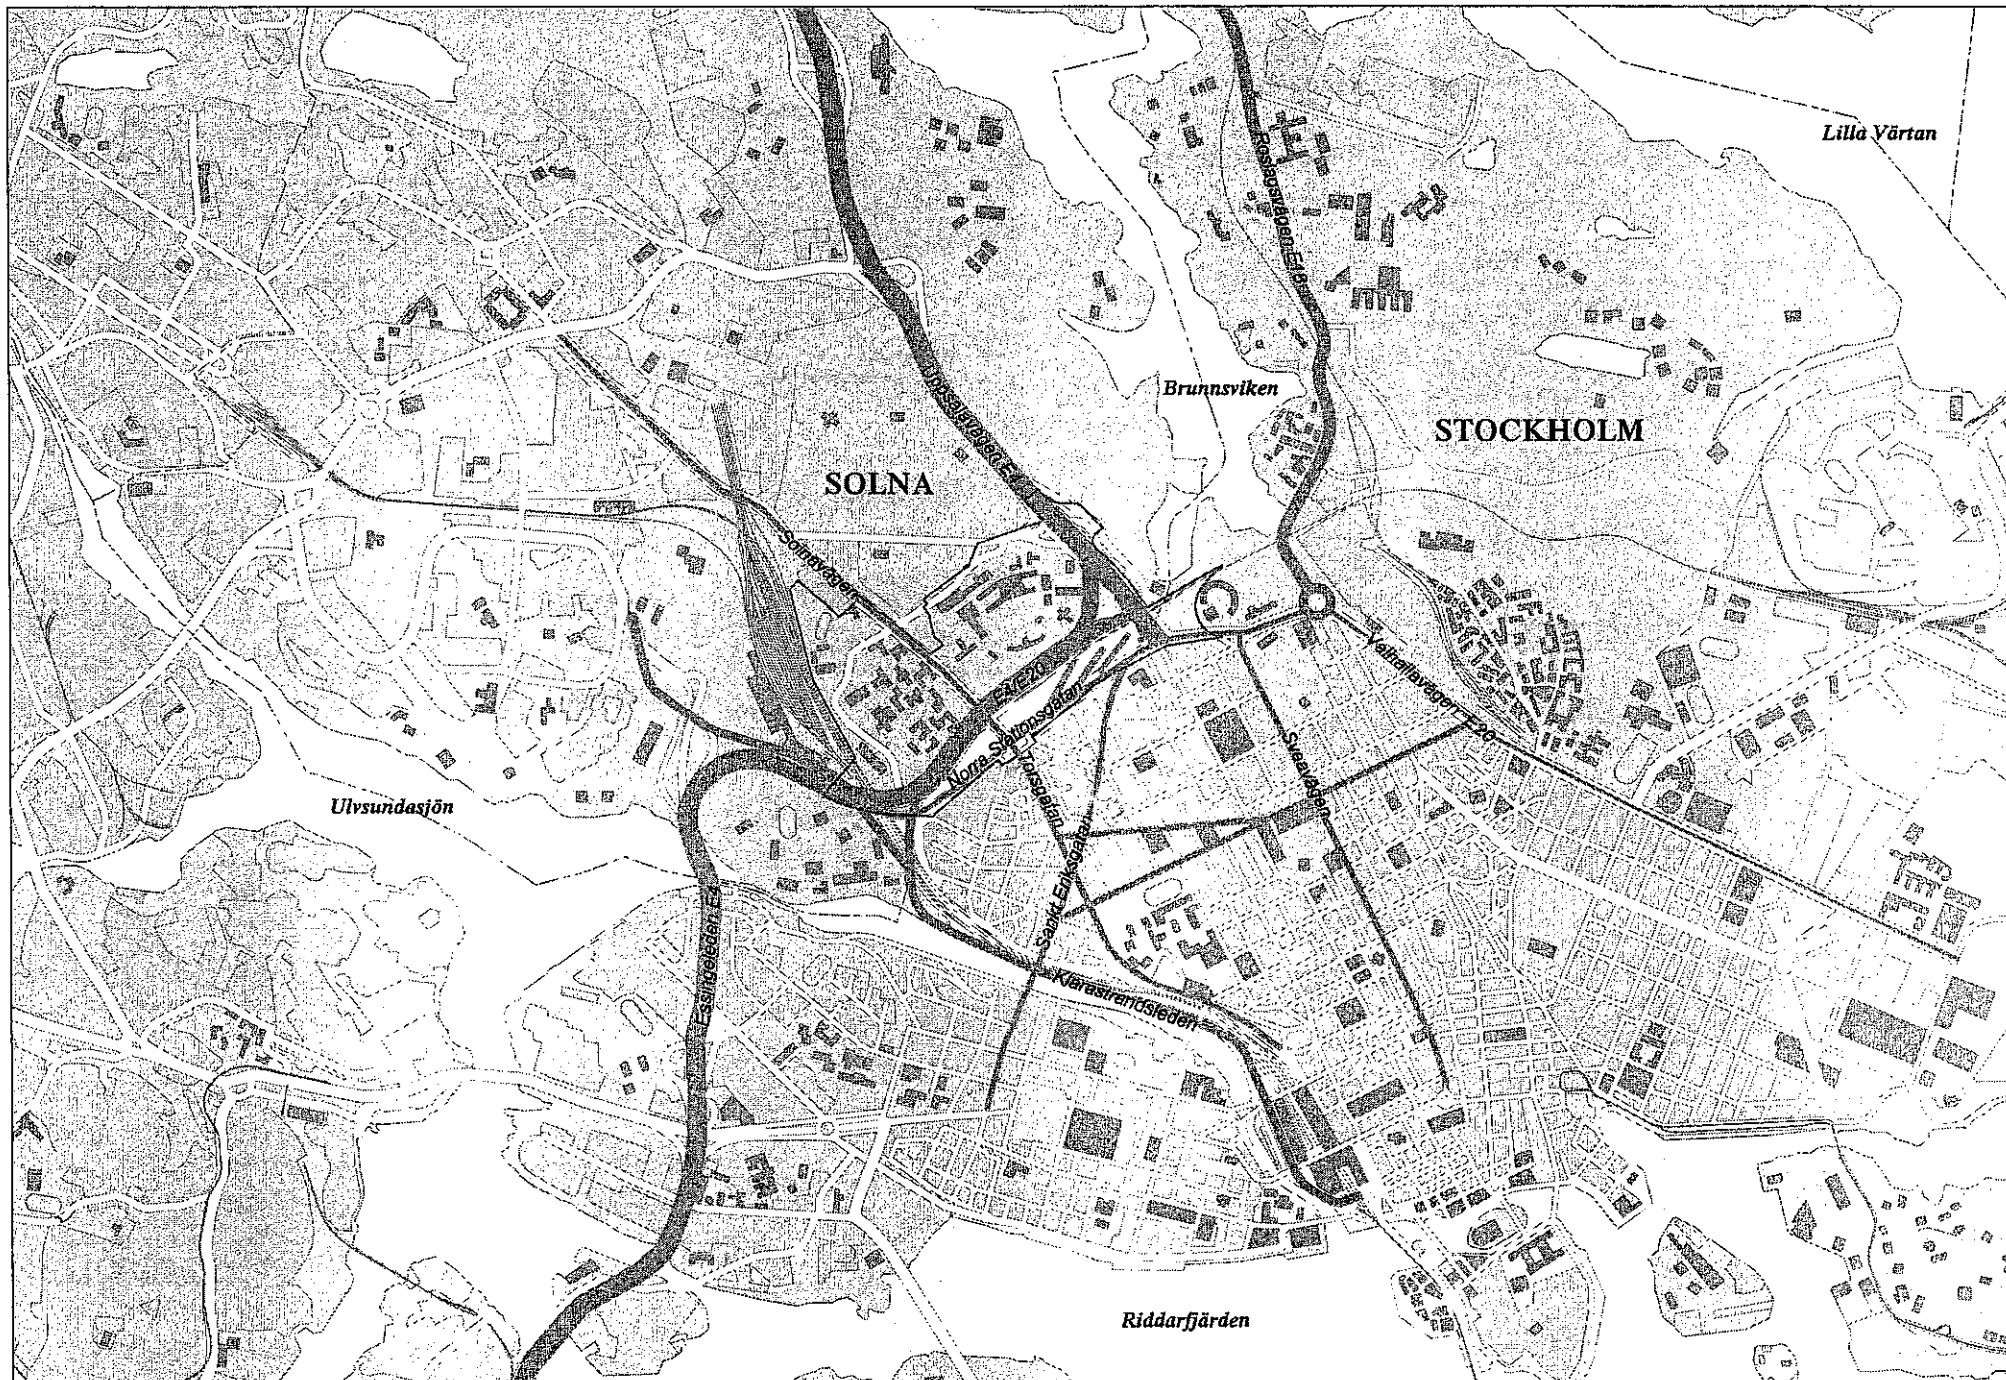 Lilla Värtan
Roslagsvägen E18
Brunnsviken
Uppsalavägen E4
STOCKHOLM
SOLNA
Solnavägen
E4/E20
Valhallavägen E20
Norra Stationsgatan
Torsgatan
Sveavägen
Ulvsundasjön
Sankt Eriksgatan
Essingeleden E4
Klarastrandsleden
Riddarfjärden